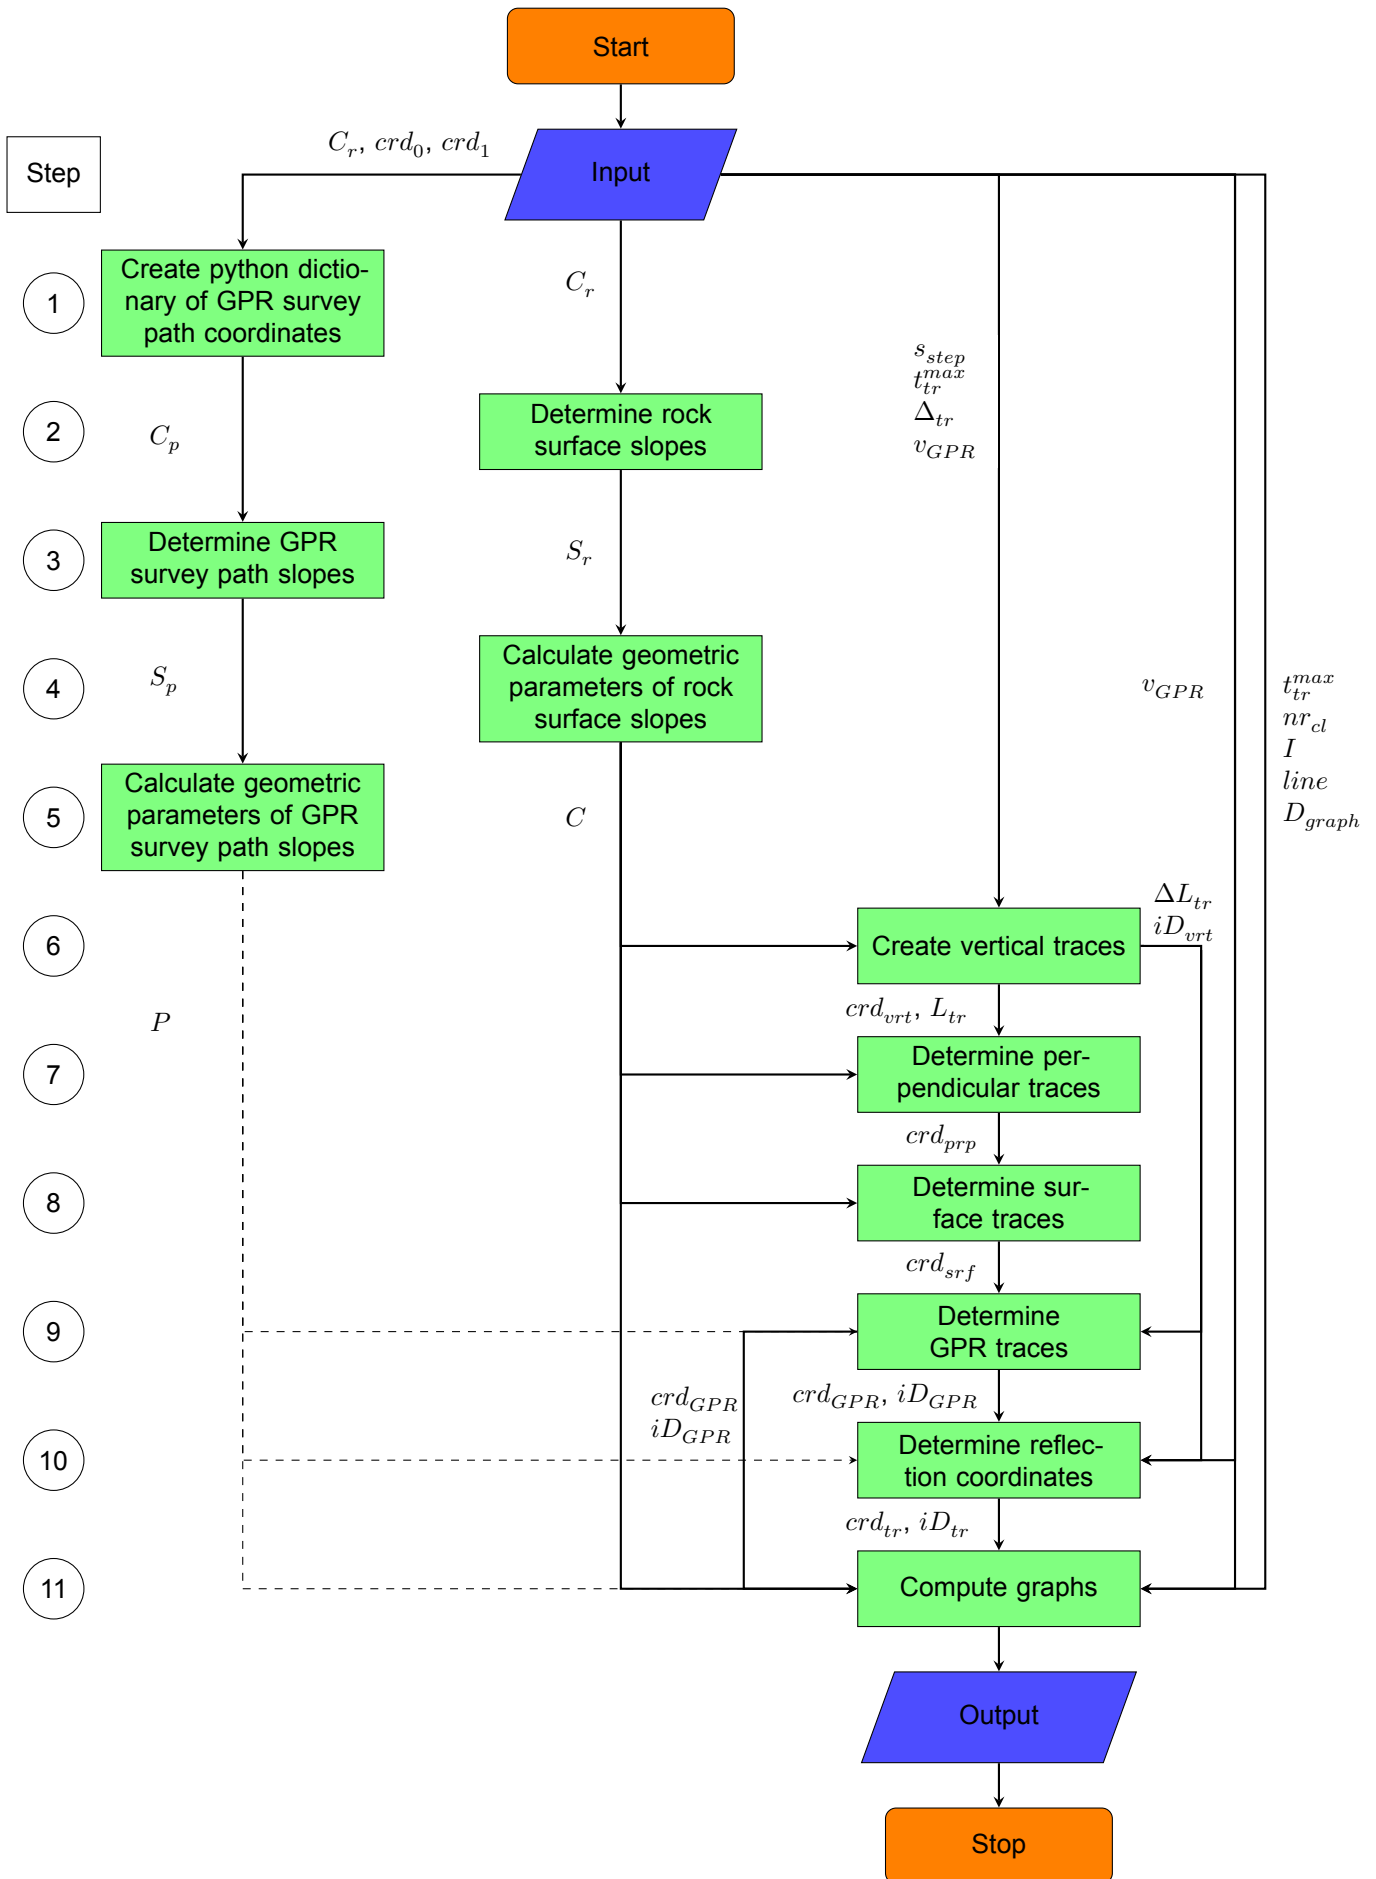 Start
C_r, crd_0, crd_1
Step
Input
1
Create python dictio-
nary of GPR survey
path coordinates
C_r
s_step
t_tr^max
Δ_tr
v_GPR
2
C_p
Determine rock
surface slopes
3
Determine GPR
survey path slopes
S_r
4
S_p
Calculate geometric
parameters of rock
surface slopes
v_GPR
t_tr^max
nr_cl
I
line
D_graph
5
Calculate geometric
parameters of GPR
survey path slopes
C
ΔL_tr
iD_vrt
6
Create vertical traces
P
crd_vrt, L_tr
7
Determine per-
pendicular traces
crd_prp
8
Determine sur-
face traces
crd_srf
9
Determine
GPR traces
crd_GPR
iD_GPR
crd_GPR, iD_GPR
10
Determine reflec-
tion coordinates
crd_tr, iD_tr
11
Compute graphs
Output
Stop